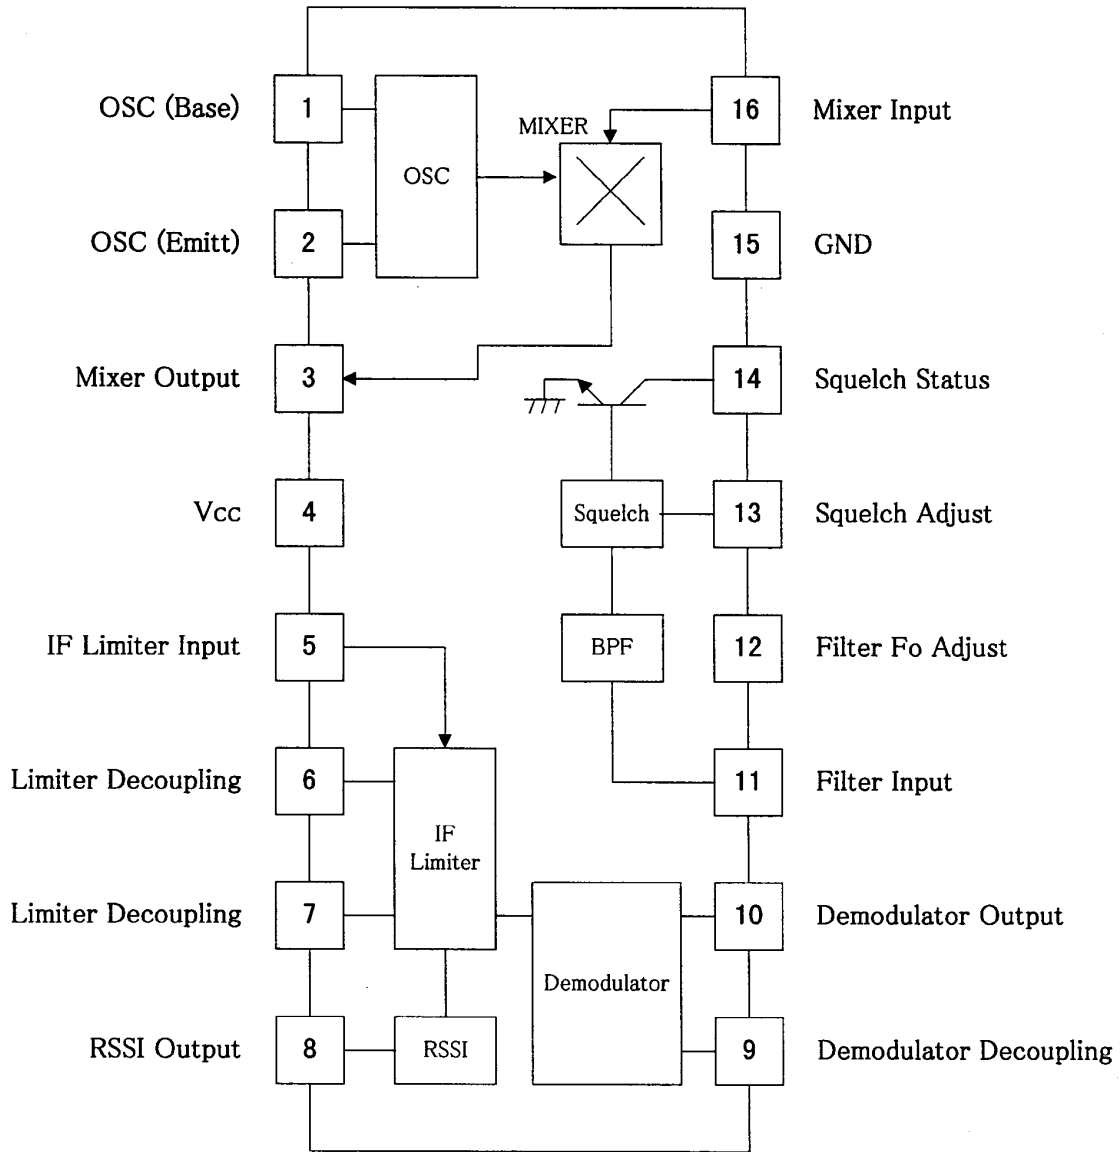 OSC (Base)
1
16
Mixer Input
MIXER
OSC
OSC (Emitt)
2
15
GND
Mixer Output
3
14
Squelch Status
Vcc
4
Squelch
13
Squelch Adjust
IF Limiter Input
5
BPF
12
Filter Fo Adjust
Limiter Decoupling
6
11
Filter Input
IF
Limiter
Limiter Decoupling
7
10
Demodulator Output
Demodulator
RSSI Output
8
RSSI
9
Demodulator Decoupling